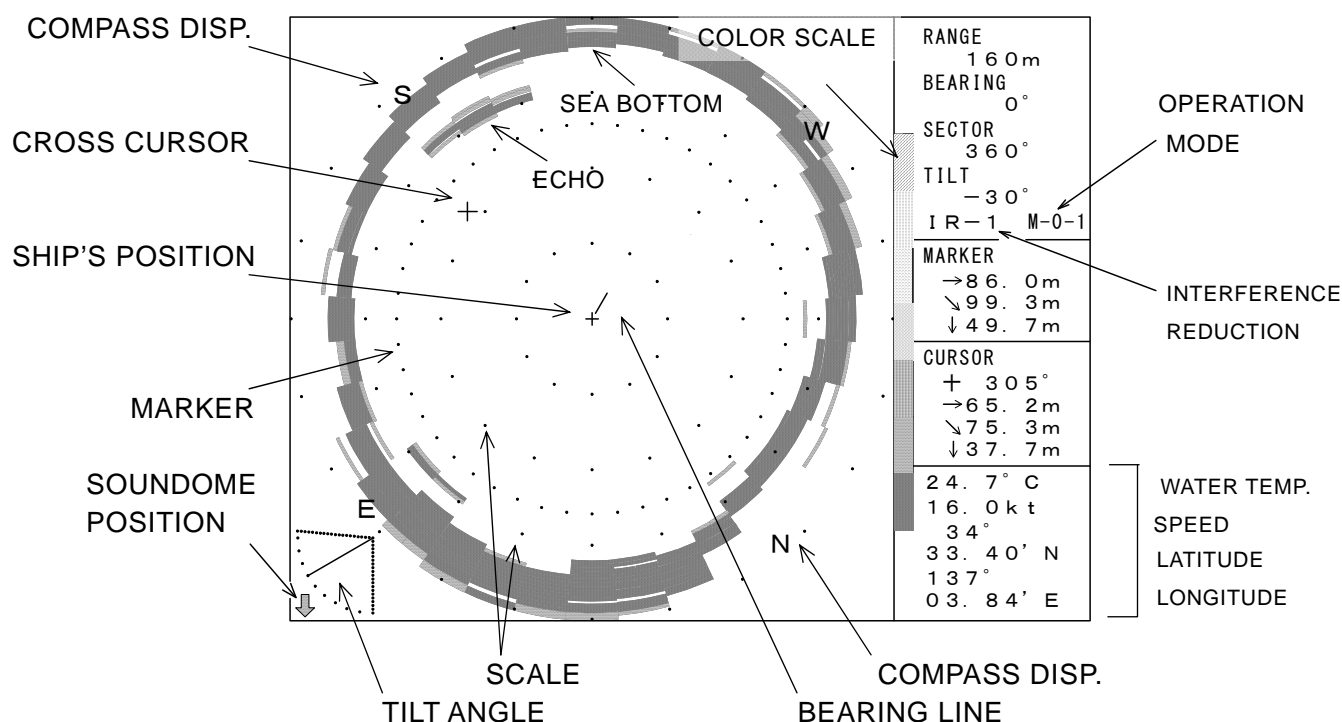 COMPASS DISP.
CROSS CURSOR
SHIP'S POSITION
MARKER
SOUNDOME
POSITION
S
SEA BOTTOM
ECHO
COLOR SCALE
W
E
N
SCALE
TILT ANGLE
COMPASS DISP.
BEARING LINE
RANGE
160m
BEARING
0°
SECTOR
360°
TILT
−30°
IR−1 M-O-1
MARKER
→86.0m
↘99.3m
↓49.7m
CURSOR
+ 305°
→65.2m
↘75.3m
↓37.7m
24.7°C
16.0kt
34°
33.40'N
137°
03.84'E
OPERATION
MODE
INTERFERENCE
REDUCTION
WATER TEMP.
SPEED
LATITUDE
LONGITUDE